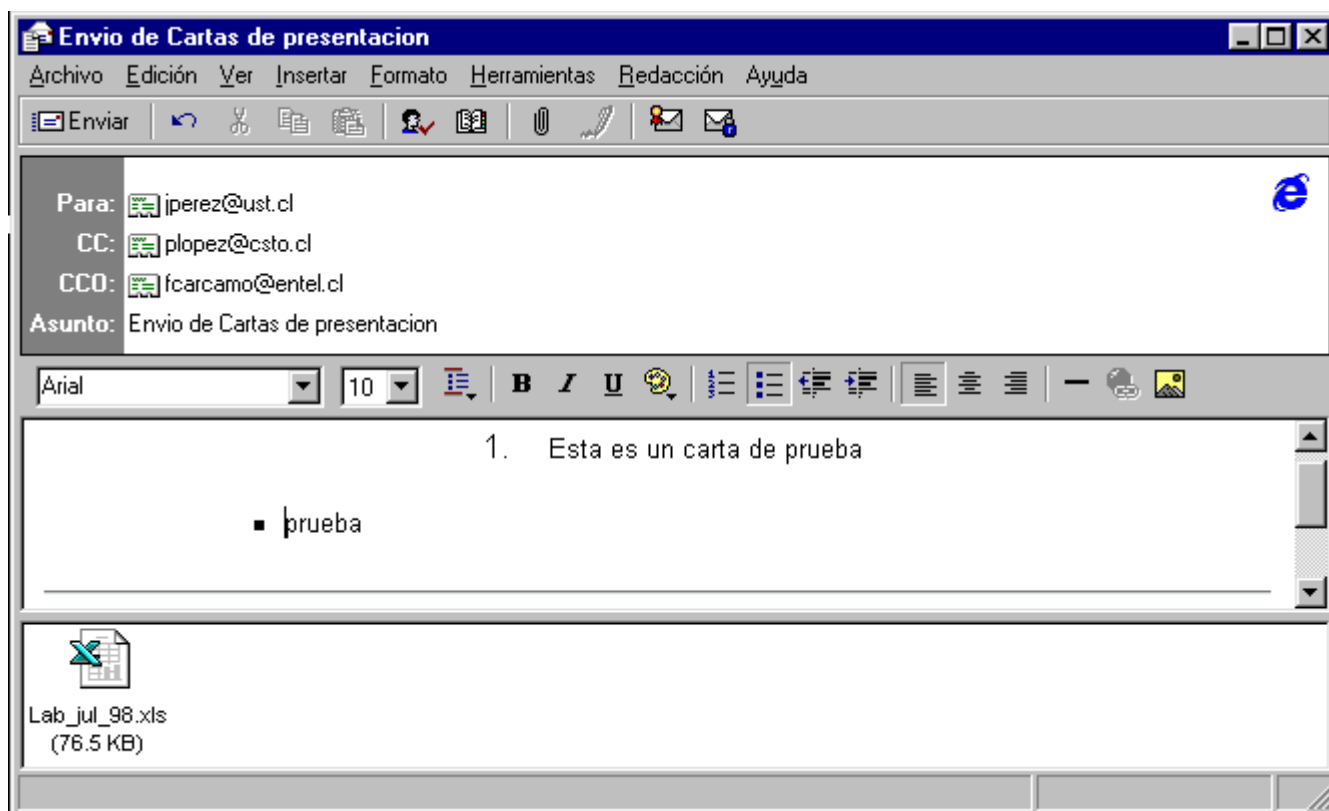 Envio de Cartas de presentacion
Archivo Edición Ver Insertar Formato Herramientas Redacción Ayuda
Enviar
Para: jperez@ust.cl
CC: plopez@csto.cl
CCO: fcarcamo@entel.cl
Asunto: Envio de Cartas de presentacion
Arial 10 B I U
1. Esta es un carta de prueba
▪ prueba
Lab_jul_98.xls
(76.5 KB)